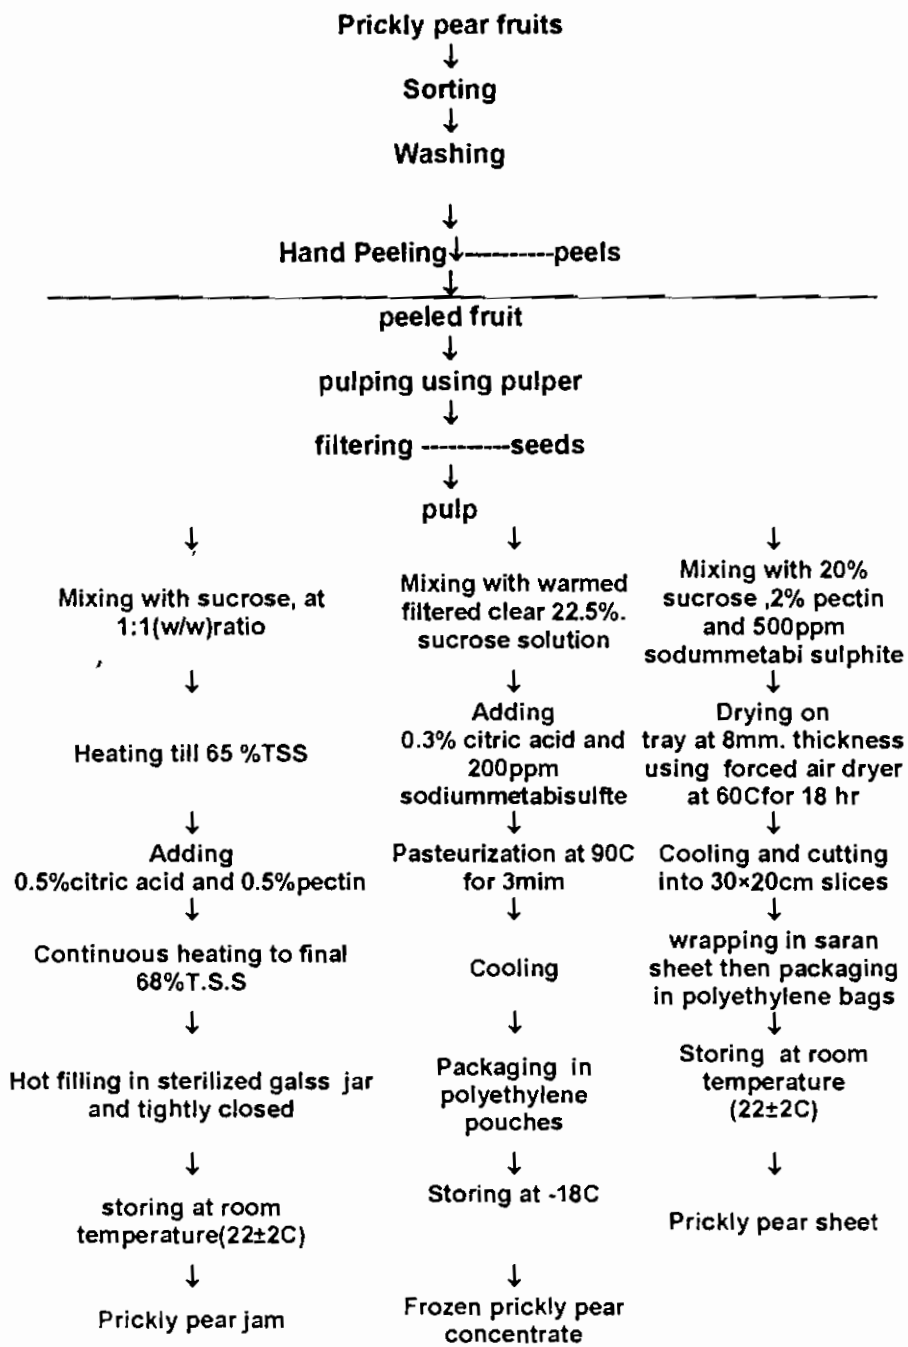 Prickly pear fruits
↓
Sorting
↓
Washing
↓
Hand Peeling↓----------peels
↓
peeled fruit
↓
pulping using pulper
↓
filtering ----------seeds
↓
pulp
↓
Mixing with sucrose, at
1:1(w/w)ratio
↓
Heating till 65 %TSS
↓
Adding
0.5%citric acid and 0.5%pectin
↓
Continuous heating to final
68%T.S.S
↓
Hot filling in sterilized galss jar
and tightly closed
↓
storing at room
temperature(22±2C)
↓
Prickly pear jam
↓
Mixing with warmed
filtered clear 22.5%.
sucrose solution
↓
Adding
0.3% citric acid and
200ppm
sodiummetabisulfte
↓
Pasteurization at 90C
for 3mim
↓
Cooling
↓
Packaging in
polyethylene
pouches
↓
Storing at -18C
↓
Frozen prickly pear
concentrate
↓
Mixing with 20%
sucrose ,2% pectin
and 500ppm
sodummetabi sulphite
↓
Drying on
tray at 8mm. thickness
using forced air dryer
at 60Cfor 18 hr
↓
Cooling and cutting
into 30×20cm slices
↓
wrapping in saran
sheet then packaging
in polyethylene bags
↓
Storing at room
temperature
(22±2C)
↓
Prickly pear sheet